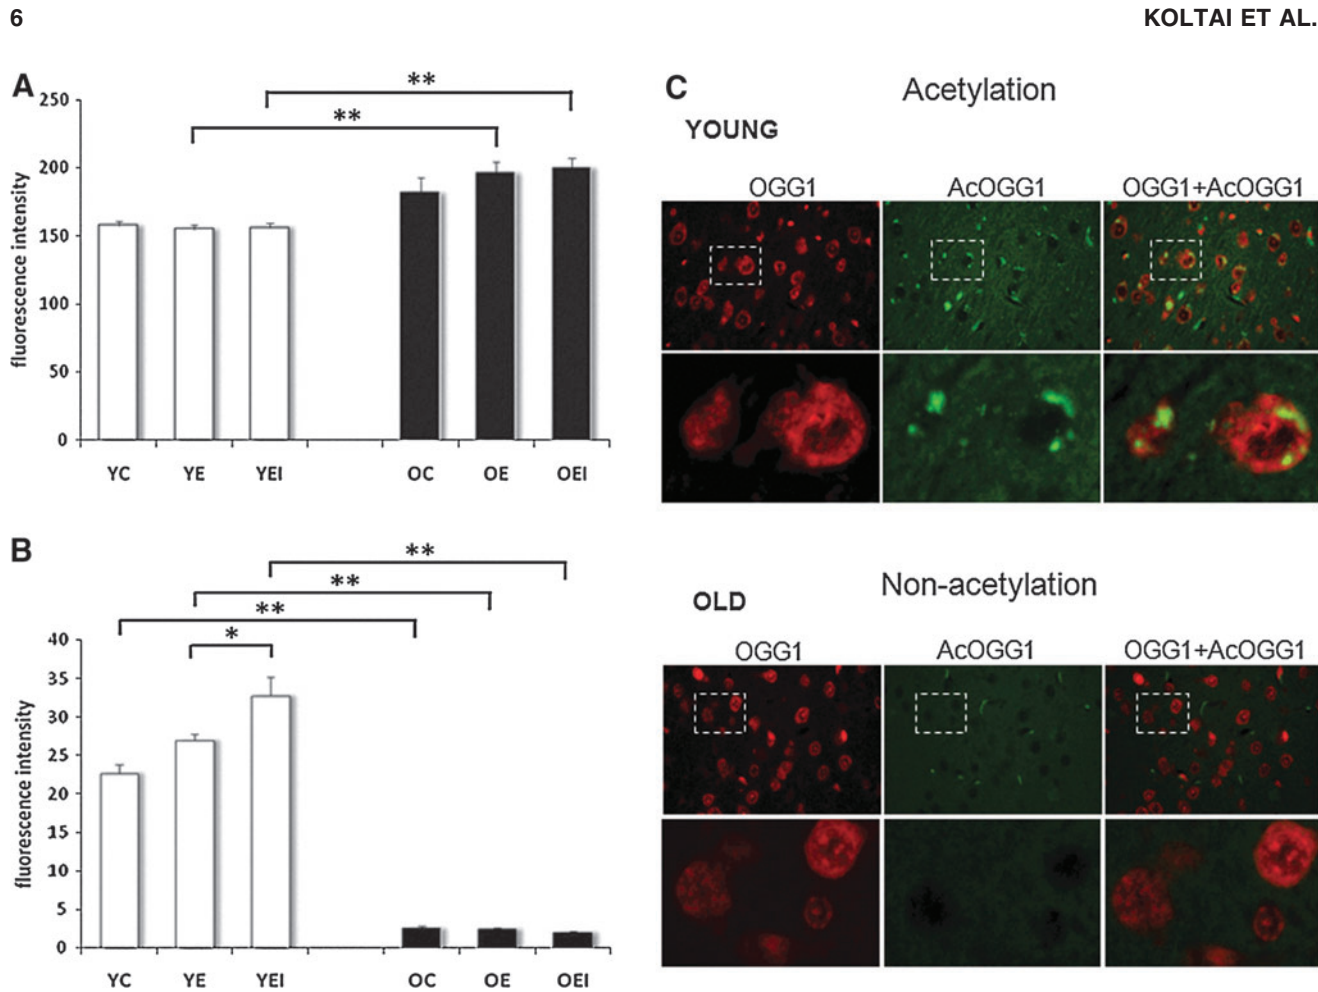 6
KOLTAI ET AL.
A
**
**
fluorescence intensity
250
200
150
100
50
0
YC YE YEI OC OE OEI
B
**
**
**
*
fluorescence intensity
40
35
30
25
20
15
10
5
0
YC YE YEI OC OE OEI
C
Acetylation
YOUNG
OGG1 AcOGG1 OGG1+AcOGG1
Non-acetylation
OLD
OGG1 AcOGG1 OGG1+AcOGG1